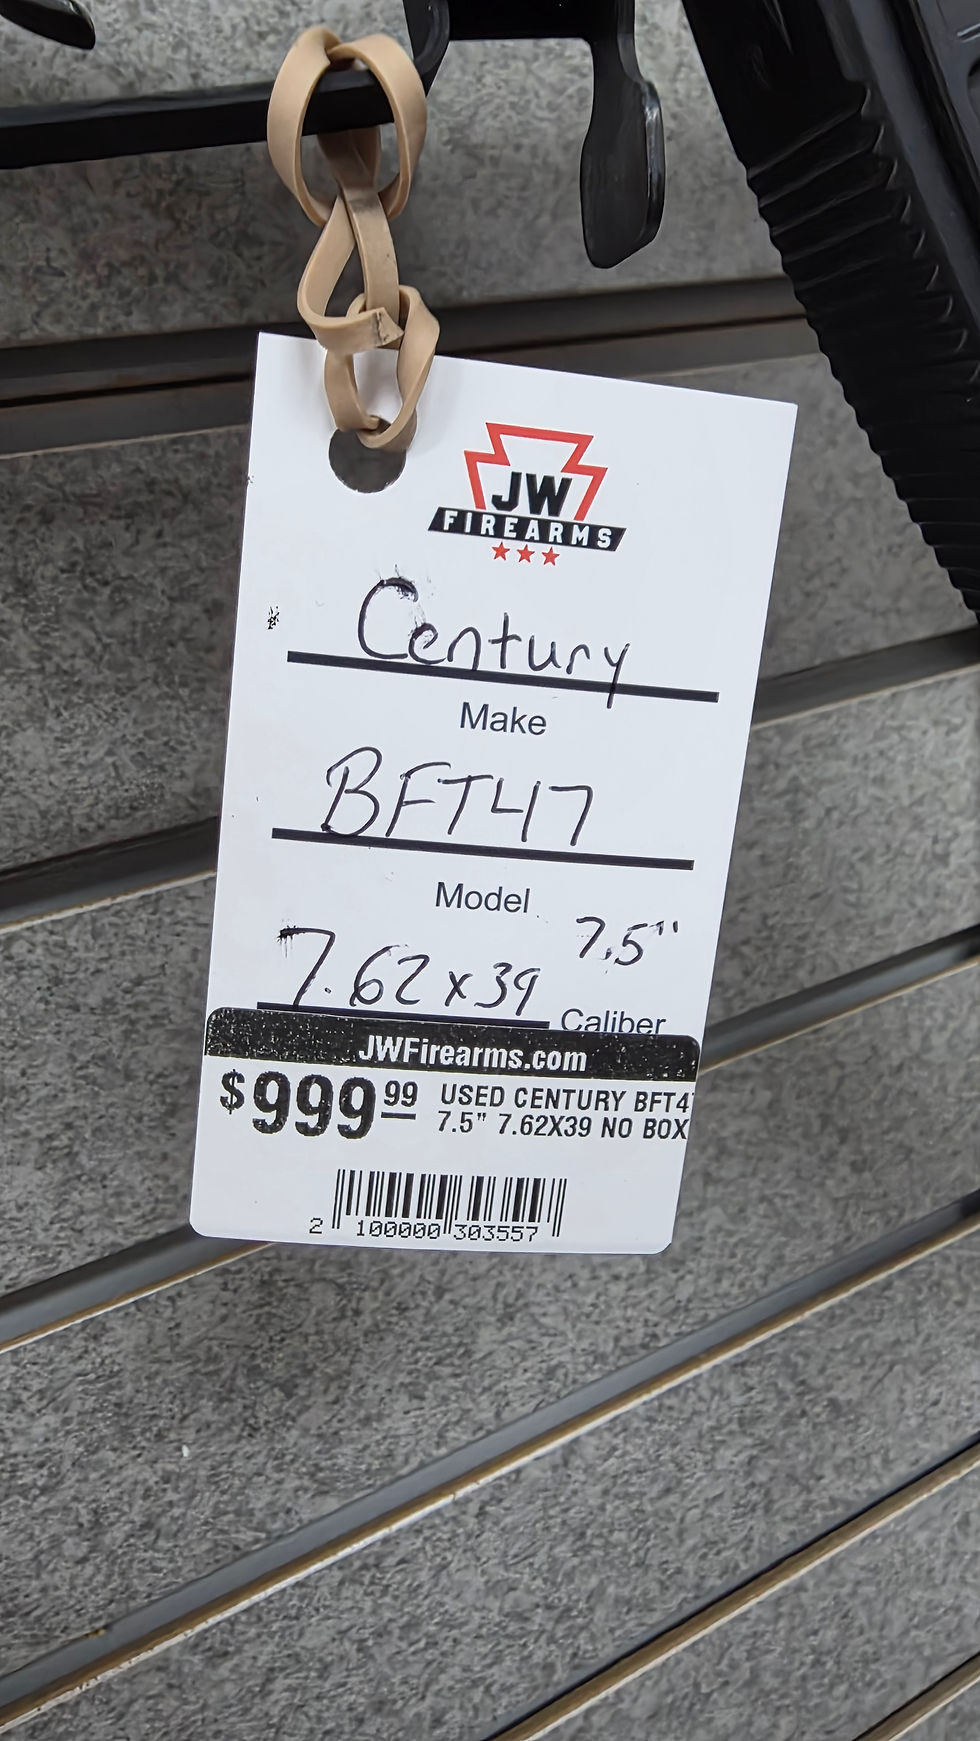 JW
FIREARMS
Century
Make
BFT47
Model
7.5"
7.62x39
Caliber
JWFirearms.com
$999.99 USED CENTURY BFT4
7.5" 7.62X39 NO BOX
2 100000 303557